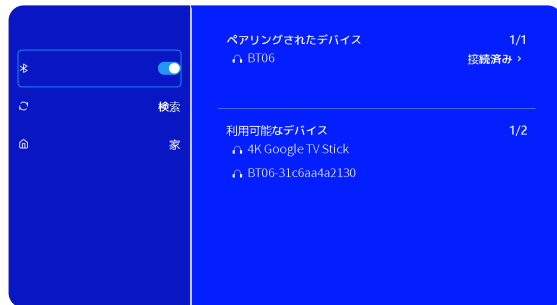 検索
家
ペアリングされたデバイス 1/1
BT06 接続済み ›
利用可能なデバイス 1/2
4K Google TV Stick
BT06-31c6aa4a2130